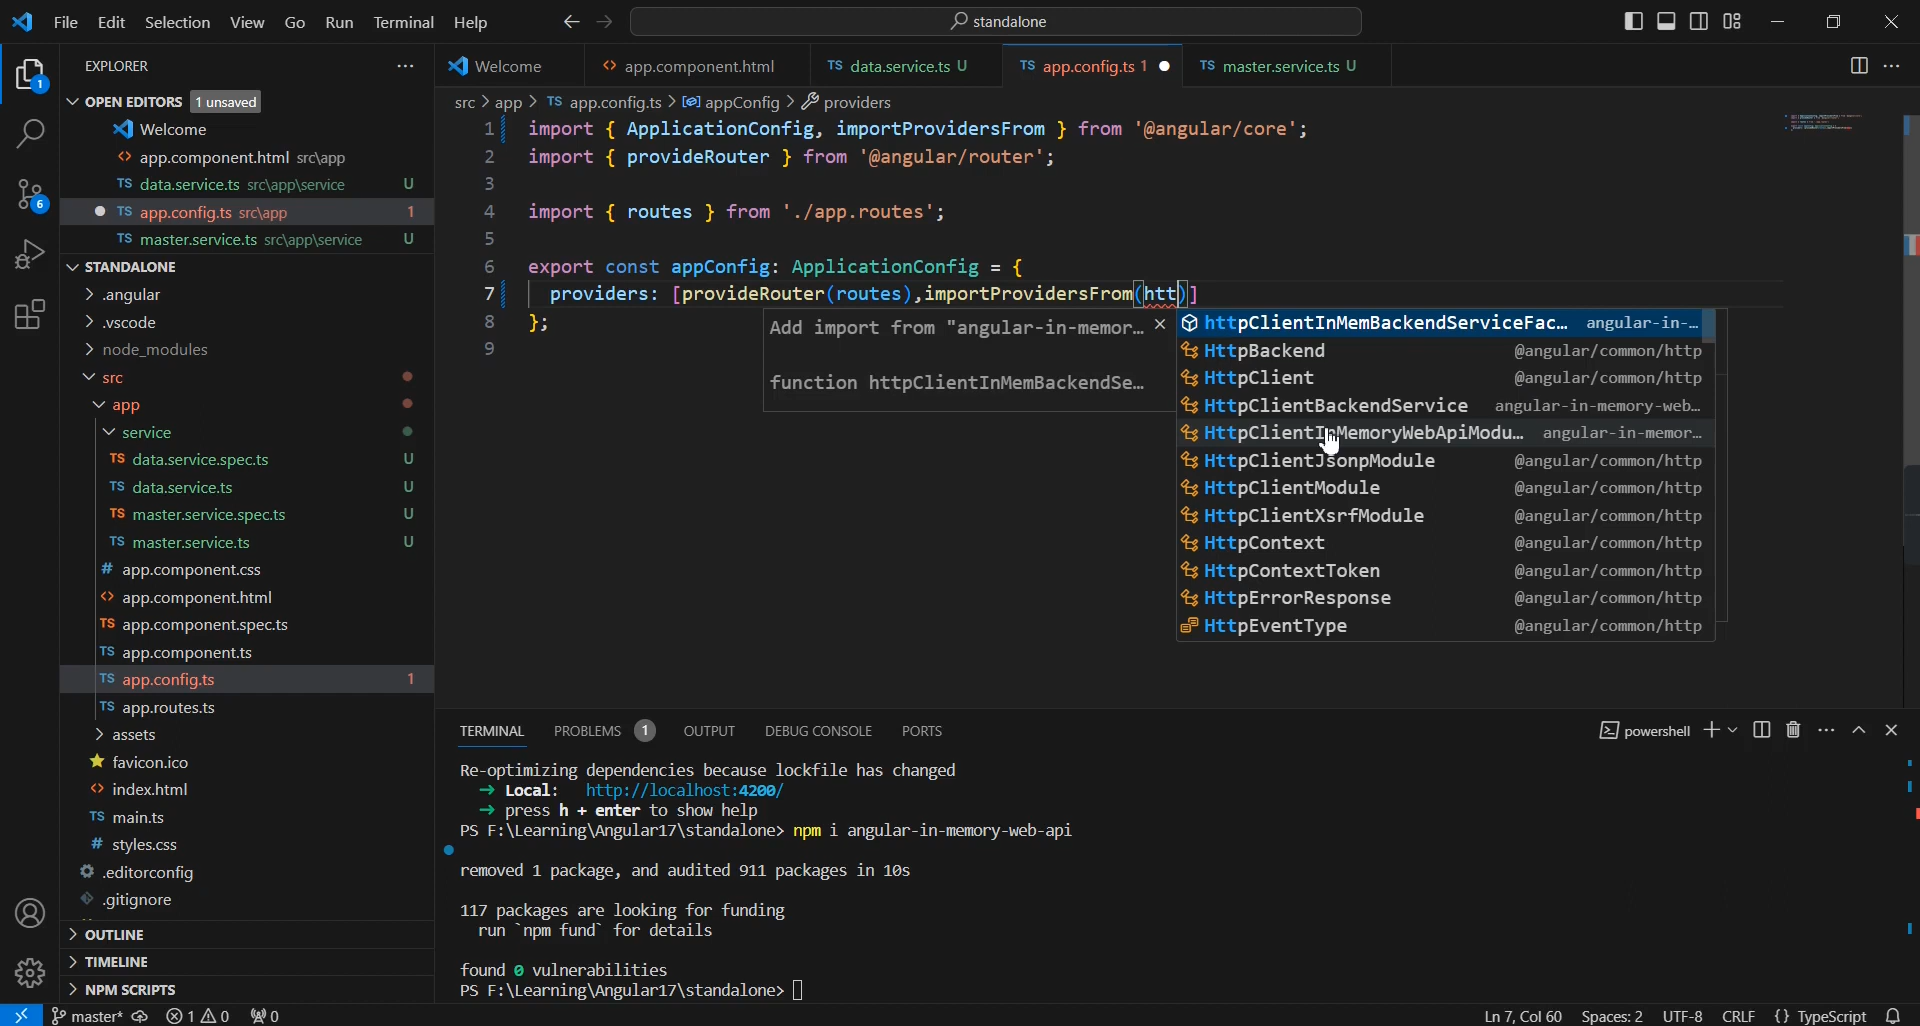 File Edit Selection View Go Run Terminal Help
standalone
EXPLORER
OPEN EDITORS 1 unsaved
Welcome
app.component.html src\app
TS data.service.ts src\app\service U
TS app.config.ts src\app 1
TS master.service.ts src\app\service U
STANDALONE
.angular
.vscode
node_modules
src
app
service
TS data.service.spec.ts U
TS data.service.ts U
TS master.service.spec.ts U
TS master.service.ts U
# app.component.css
<> app.component.html
TS app.component.spec.ts
TS app.component.ts
TS app.config.ts 1
TS app.routes.ts
assets
favicon.ico
<> index.html
TS main.ts
# styles.css
.editorconfig
.gitignore
OUTLINE
TIMELINE
NPM SCRIPTS
1
6
Welcome
<> app.component.html
TS data.service.ts U
TS app.config.ts 1
TS master.service.ts U
src > app > TS app.config.ts > appConfig > providers
1 import { ApplicationConfig, importProvidersFrom } from '@angular/core';
2 import { provideRouter } from '@angular/router';
3
4 import { routes } from './app.routes';
5
6 export const appConfig: ApplicationConfig = {
7 providers: [provideRouter(routes),importProvidersFrom(htt)]
8 };
9
Add import from "angular-in-memor...
function httpClientInMemBackendSe...
httpClientInMemBackendServiceFac... angular-in-...
HttpBackend @angular/common/http
HttpClient @angular/common/http
HttpClientBackendService angular-in-memory-web...
HttpClientInMemoryWebApiModu... angular-in-memor...
HttpClientJsonpModule @angular/common/http
HttpClientModule @angular/common/http
HttpClientXsrfModule @angular/common/http
HttpContext @angular/common/http
HttpContextToken @angular/common/http
HttpErrorResponse @angular/common/http
HttpEventType @angular/common/http
TERMINAL PROBLEMS 1 OUTPUT DEBUG CONSOLE PORTS
powershell
Re-optimizing dependencies because lockfile has changed
→ Local: http://localhost:4200/
→ press h + enter to show help
PS F:\Learning\Angular17\standalone> npm i angular-in-memory-web-api
removed 1 package, and audited 911 packages in 10s
117 packages are looking for funding
run `npm fund` for details
found 0 vulnerabilities
PS F:\Learning\Angular17\standalone>
master* 1 0 0
Ln 7, Col 60 Spaces: 2 UTF-8 CRLF {} TypeScript